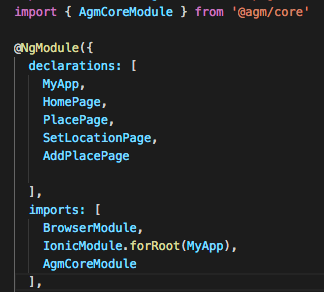 import { AgmCoreModule } from '@agm/core'
@NgModule({
declarations: [
MyApp,
HomePage,
PlacePage,
SetLocationPage,
AddPlacePage
],
imports: [
BrowserModule,
IonicModule.forRoot(MyApp),
AgmCoreModule
],